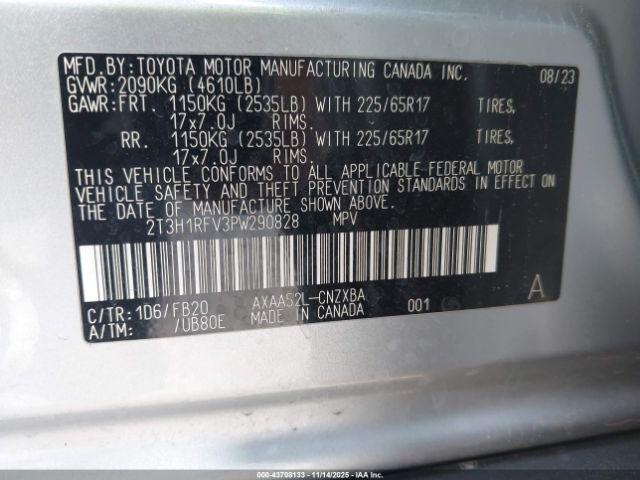 MFD. BY: TOYOTA MOTOR MANUFACTURING CANADA INC. 08/23
GVWR: 2090KG (4610LB)
GAWR: FRT. 1150KG (2535LB) WITH 225/65R17 TIRES,
17x7.0J RIMS.
RR. 1150KG (2535LB) WITH 225/65R17 TIRES,
17x7.0J RIMS.
THIS VEHICLE CONFORMS TO ALL APPLICABLE FEDERAL MOTOR
VEHICLE SAFETY AND THEFT PREVENTION STANDARDS IN EFFECT ON
THE DATE OF MANUFACTURE SHOWN ABOVE.
2T3H1RFV3PW290828 MPV
C/TR: 1D6/FB20 AXAA52L-CNZXBA 001 A
A/TM: /UB80E MADE IN CANADA
000-43708133 - 11/14/2025 - IAA Inc.